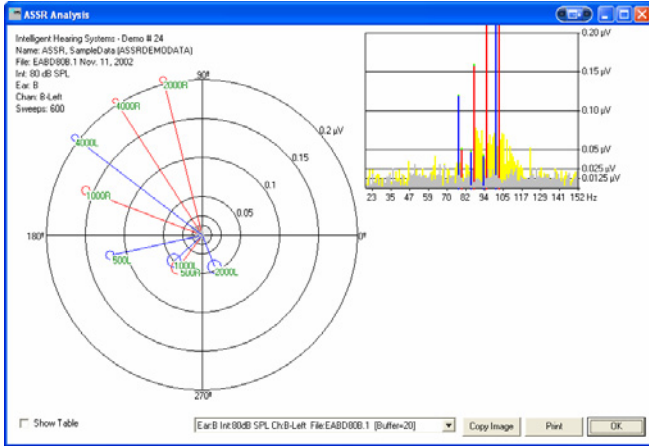 ASSR Analysis
Intelligent Hearing Systems - Demo # 24
Name: ASSR, SampleData (ASSRDEMODATA)
File: EABD80B.1 Nov. 11, 2002
Int: 80 dB SPL
Ear: B
Chan: B-Left
Sweeps: 600
90°
2000R
4000R
4000L
1000R
500L
1000L
500R
2000L
0.2 µV
0.15
0.1
0.05
180°
0°
270°
0.20 µV
0.15 µV
0.10 µV
0.05 µV
0.025 µV
0.0125 µV
23 35 47 59 70 82 94 106 117 129 141 152 Hz
Show Table
Ear:B Int:80dB SPL Ch:B-Left File:EABD80B.1 [Buffer=20]
Copy Image
Print
OK